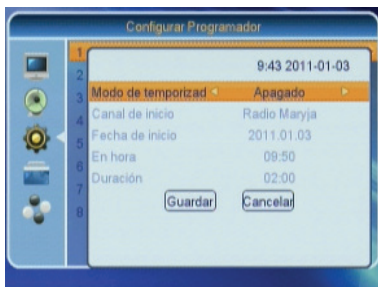 Configurar Programador
1
2
3
4
5
6
7
8
9:43 2011-01-03
Modo de temporizad Apagado
Canal de inicio Radio Maryja
Fecha de inicio 2011.01.03
En hora 09:50
Duración 02:00
Guardar Cancelar